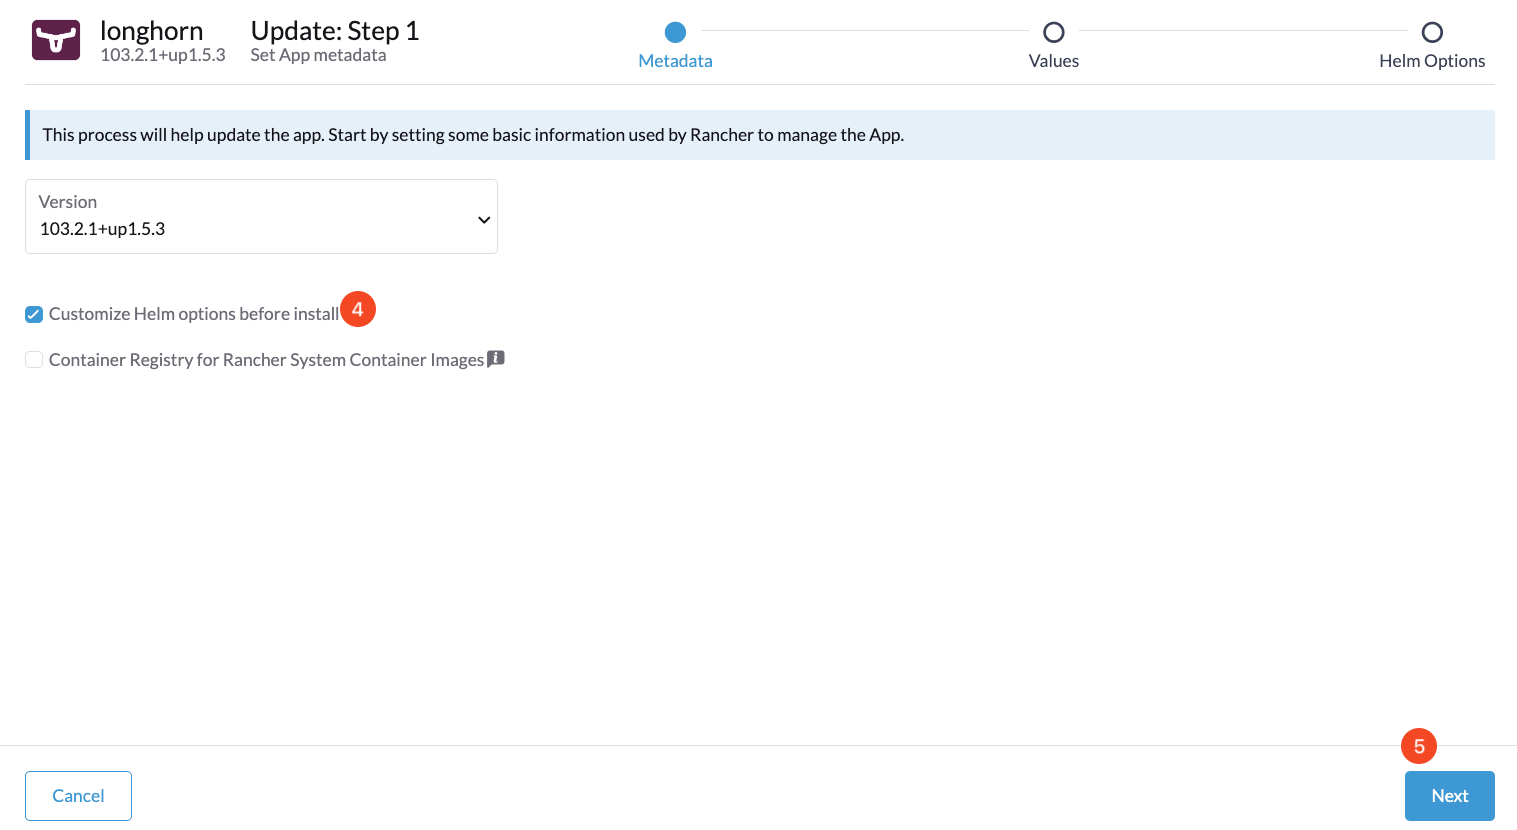 longhorn
103.2.1+up1.5.3
Update: Step 1
Set App metadata
Metadata
Values
Helm Options
This process will help update the app. Start by setting some basic information used by Rancher to manage the App.
Version
103.2.1+up1.5.3
Customize Helm options before install
4
Container Registry for Rancher System Container Images
5
Cancel
Next